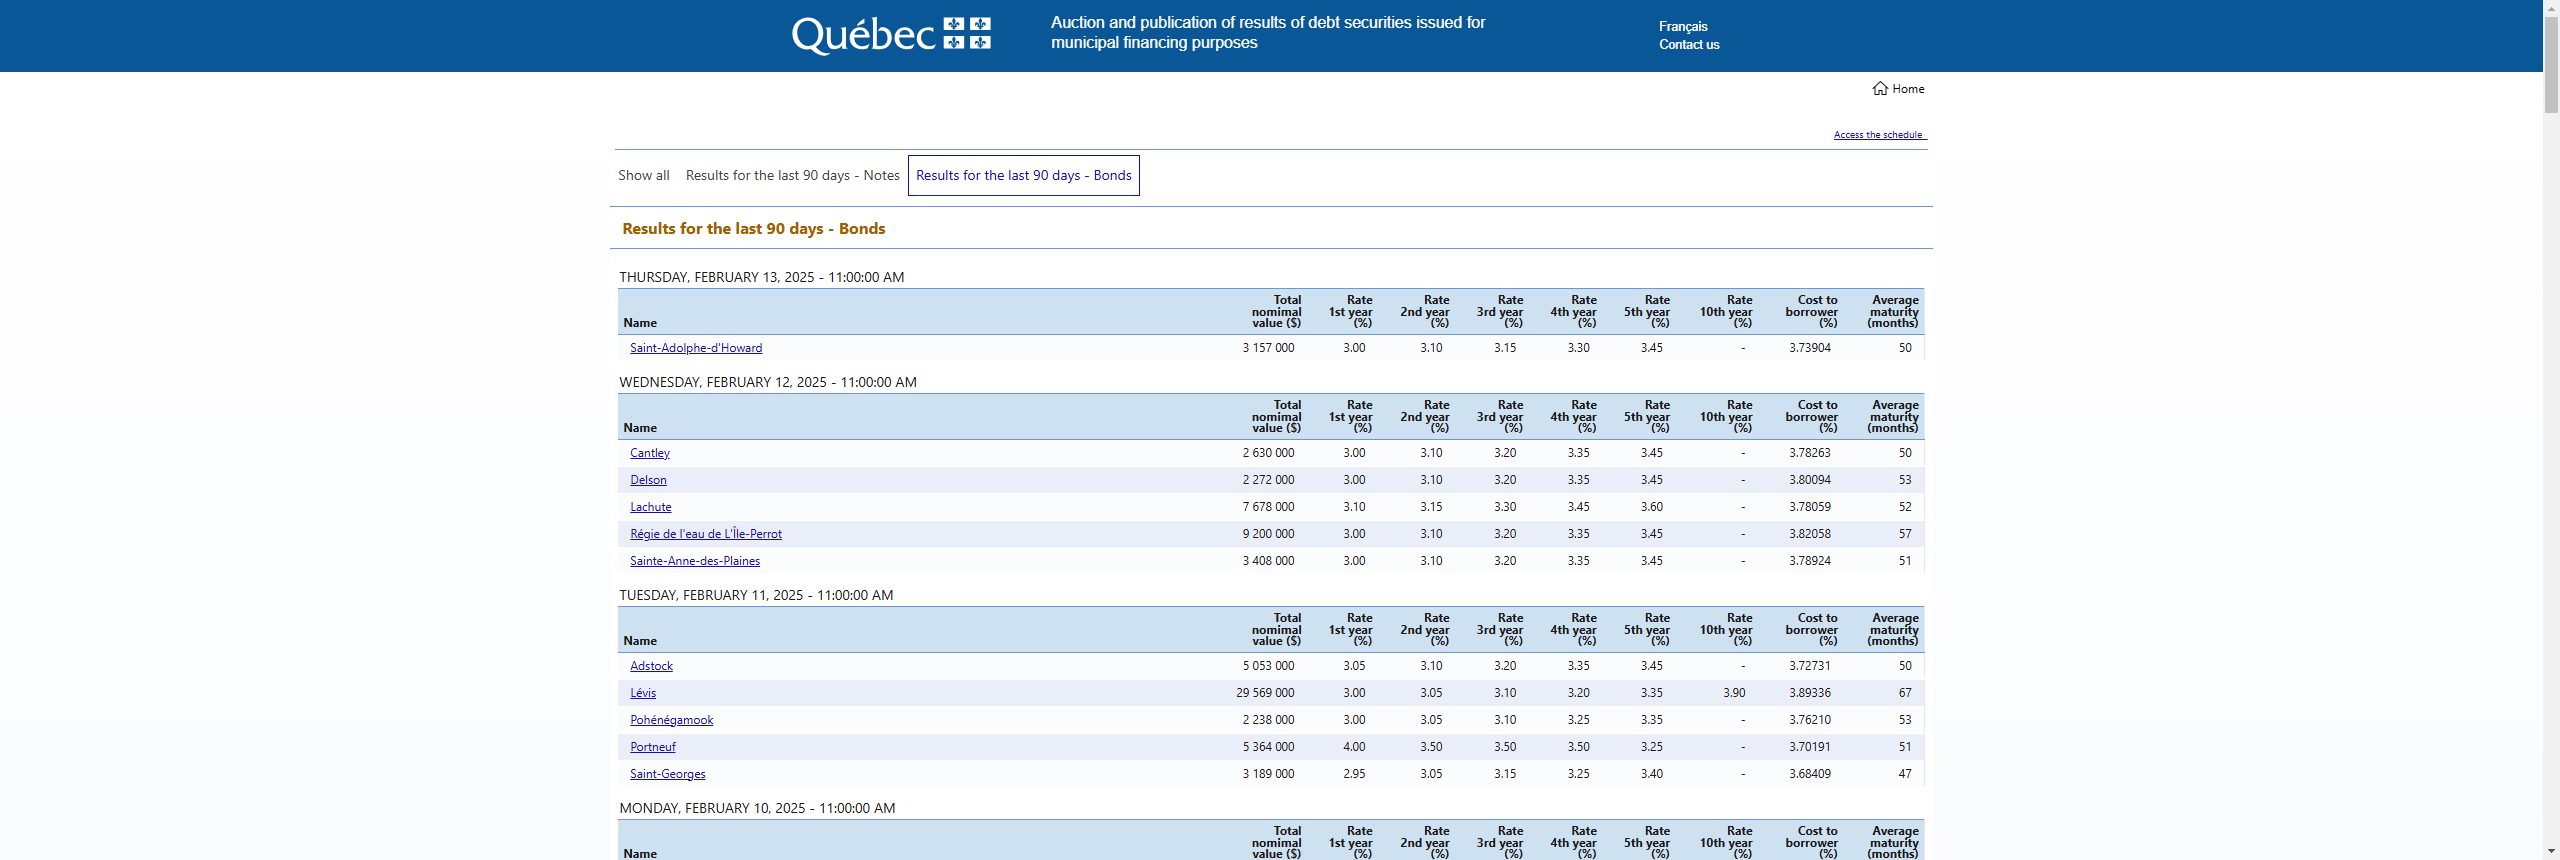 Québec
Auction and publication of results of debt securities issued for
municipal financing purposes
Français
Contact us
Home
Access the schedule
Show all Results for the last 90 days - Notes Results for the last 90 days - Bonds
Results for the last 90 days - Bonds
THURSDAY, FEBRUARY 13, 2025 - 11:00:00 AM
Name Total nomimal value ($) Rate 1st year (%) Rate 2nd year (%) Rate 3rd year (%) Rate 4th year (%) Rate 5th year (%) Rate 10th year (%) Cost to borrower (%) Average maturity (months)
Saint-Adolphe-d'Howard 3 157 000 3.00 3.10 3.15 3.30 3.45 - 3.73904 50
WEDNESDAY, FEBRUARY 12, 2025 - 11:00:00 AM
Name Total nomimal value ($) Rate 1st year (%) Rate 2nd year (%) Rate 3rd year (%) Rate 4th year (%) Rate 5th year (%) Rate 10th year (%) Cost to borrower (%) Average maturity (months)
Cantley 2 630 000 3.00 3.10 3.20 3.35 3.45 - 3.78263 50
Delson 2 272 000 3.00 3.10 3.20 3.35 3.45 - 3.80094 53
Lachute 7 678 000 3.10 3.15 3.30 3.45 3.60 - 3.78059 52
Régie de l'eau de L'Île-Perrot 9 200 000 3.00 3.10 3.20 3.35 3.45 - 3.82058 57
Sainte-Anne-des-Plaines 3 408 000 3.00 3.10 3.20 3.35 3.45 - 3.78924 51
TUESDAY, FEBRUARY 11, 2025 - 11:00:00 AM
Name Total nomimal value ($) Rate 1st year (%) Rate 2nd year (%) Rate 3rd year (%) Rate 4th year (%) Rate 5th year (%) Rate 10th year (%) Cost to borrower (%) Average maturity (months)
Adstock 5 053 000 3.05 3.10 3.20 3.35 3.45 - 3.72731 50
Lévis 29 569 000 3.00 3.05 3.10 3.20 3.35 3.90 3.89336 67
Pohénégamook 2 238 000 3.00 3.05 3.10 3.25 3.35 - 3.76210 53
Portneuf 5 364 000 4.00 3.50 3.50 3.50 3.25 - 3.70191 51
Saint-Georges 3 189 000 2.95 3.05 3.15 3.25 3.40 - 3.68409 47
MONDAY, FEBRUARY 10, 2025 - 11:00:00 AM
Name Total nomimal value ($) Rate 1st year (%) Rate 2nd year (%) Rate 3rd year (%) Rate 4th year (%) Rate 5th year (%) Rate 10th year (%) Cost to borrower (%) Average maturity (months)